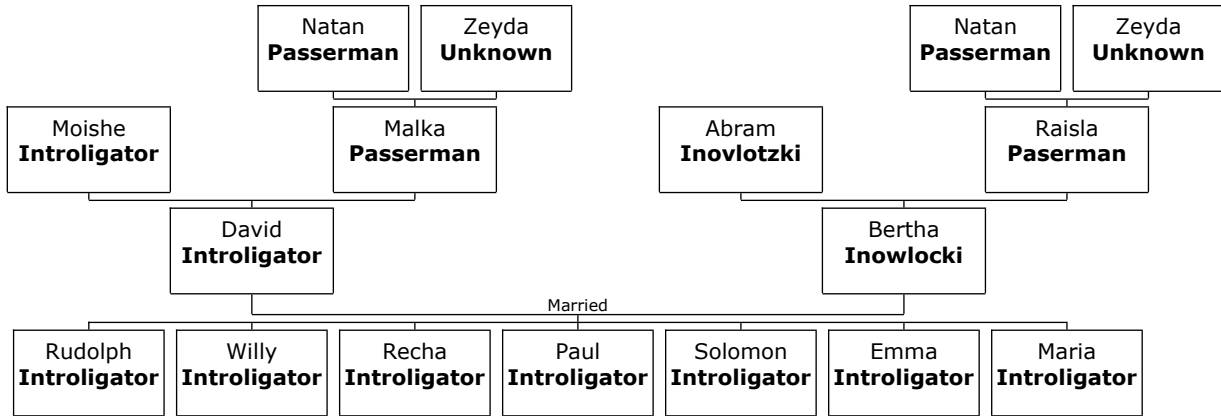 Natan
Passerman
Zeyda
Unknown
Natan
Passerman
Zeyda
Unknown
Moishe
Introligator
Malka
Passerman
Abram
Inovlotzki
Raisla
Paserman
David
Introligator
Bertha
Inowlocki
Married
Rudolph
Introligator
Willy
Introligator
Recha
Introligator
Paul
Introligator
Solomon
Introligator
Emma
Introligator
Maria
Introligator